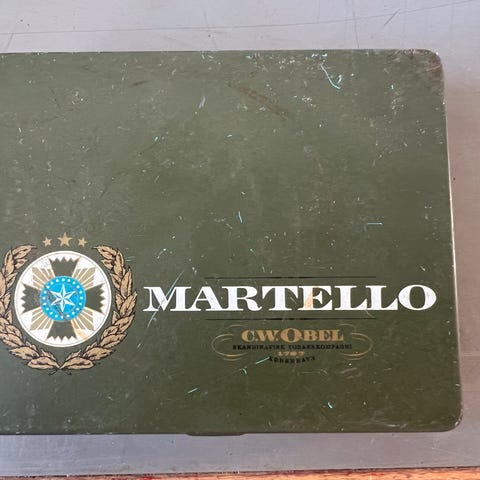 MARTELLO
C.W.OBEL
SKANDINAVISK TOBAKSKOMPAGNI
1787
KØBENHAVN